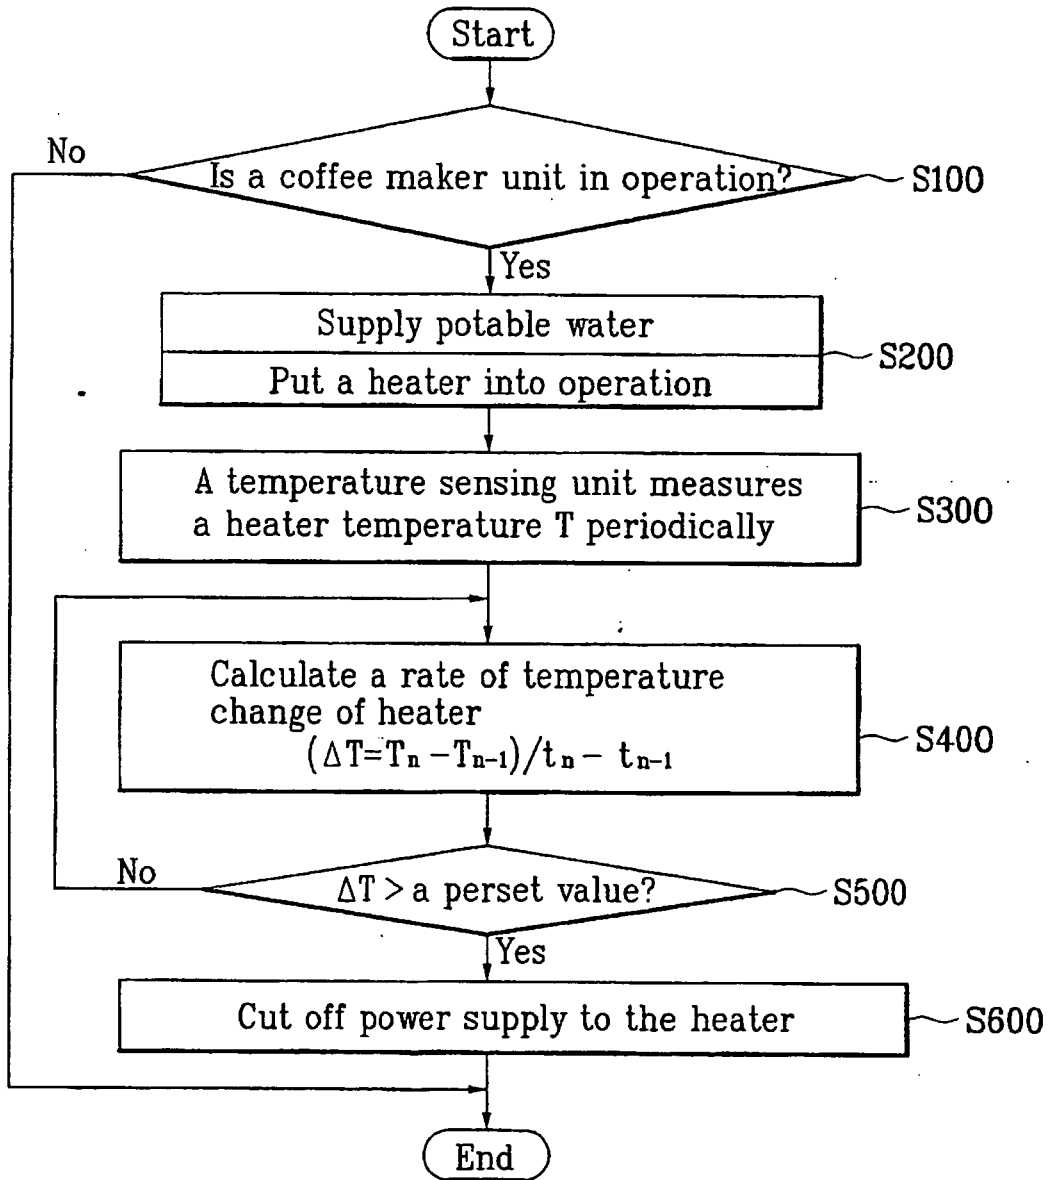 Start
No
Is a coffee maker unit in operation?
S100
Yes
Supply potable water
S200
Put a heater into operation
A temperature sensing unit measures
a heater temperature T periodically
S300
Calculate a rate of temperature
change of heater
(ΔT=Tn−Tn-1)/tn− tn-1
S400
No
ΔT > a perset value?
S500
Yes
Cut off power supply to the heater
S600
End